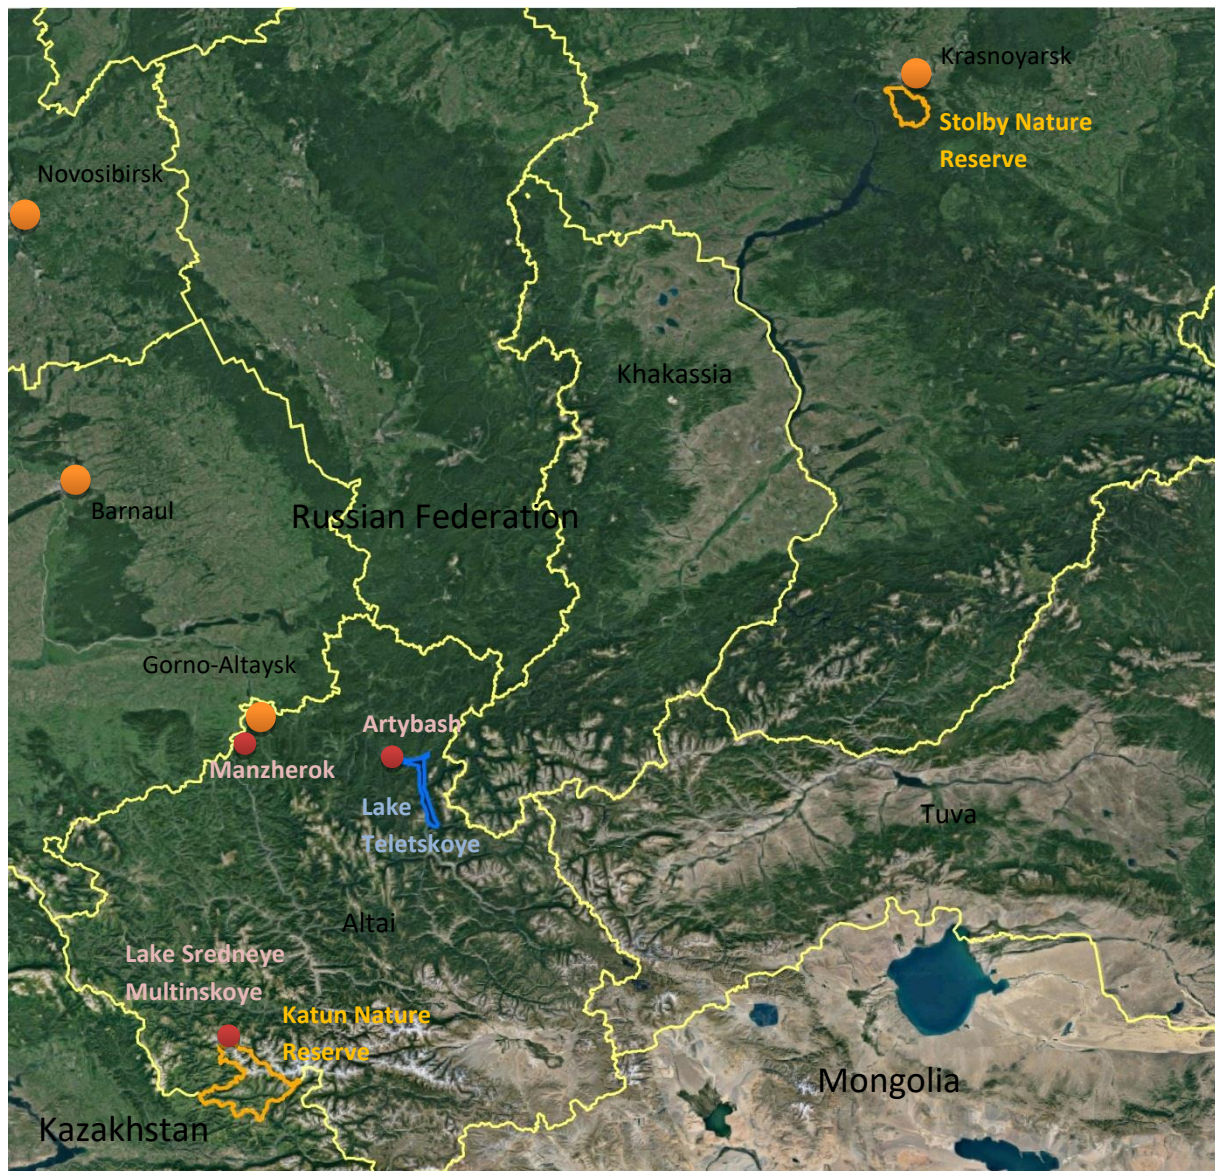 Krasnoyarsk
Stolby Nature
Reserve
Novosibirsk
Khakassia
Barnaul
Russian Federation
Gorno-Altaysk
Artybash
Manzherok
Lake
Teletskoye
Tuva
Altai
Lake Sredneye
Multinskoye
Katun Nature
Reserve
Mongolia
Kazakhstan